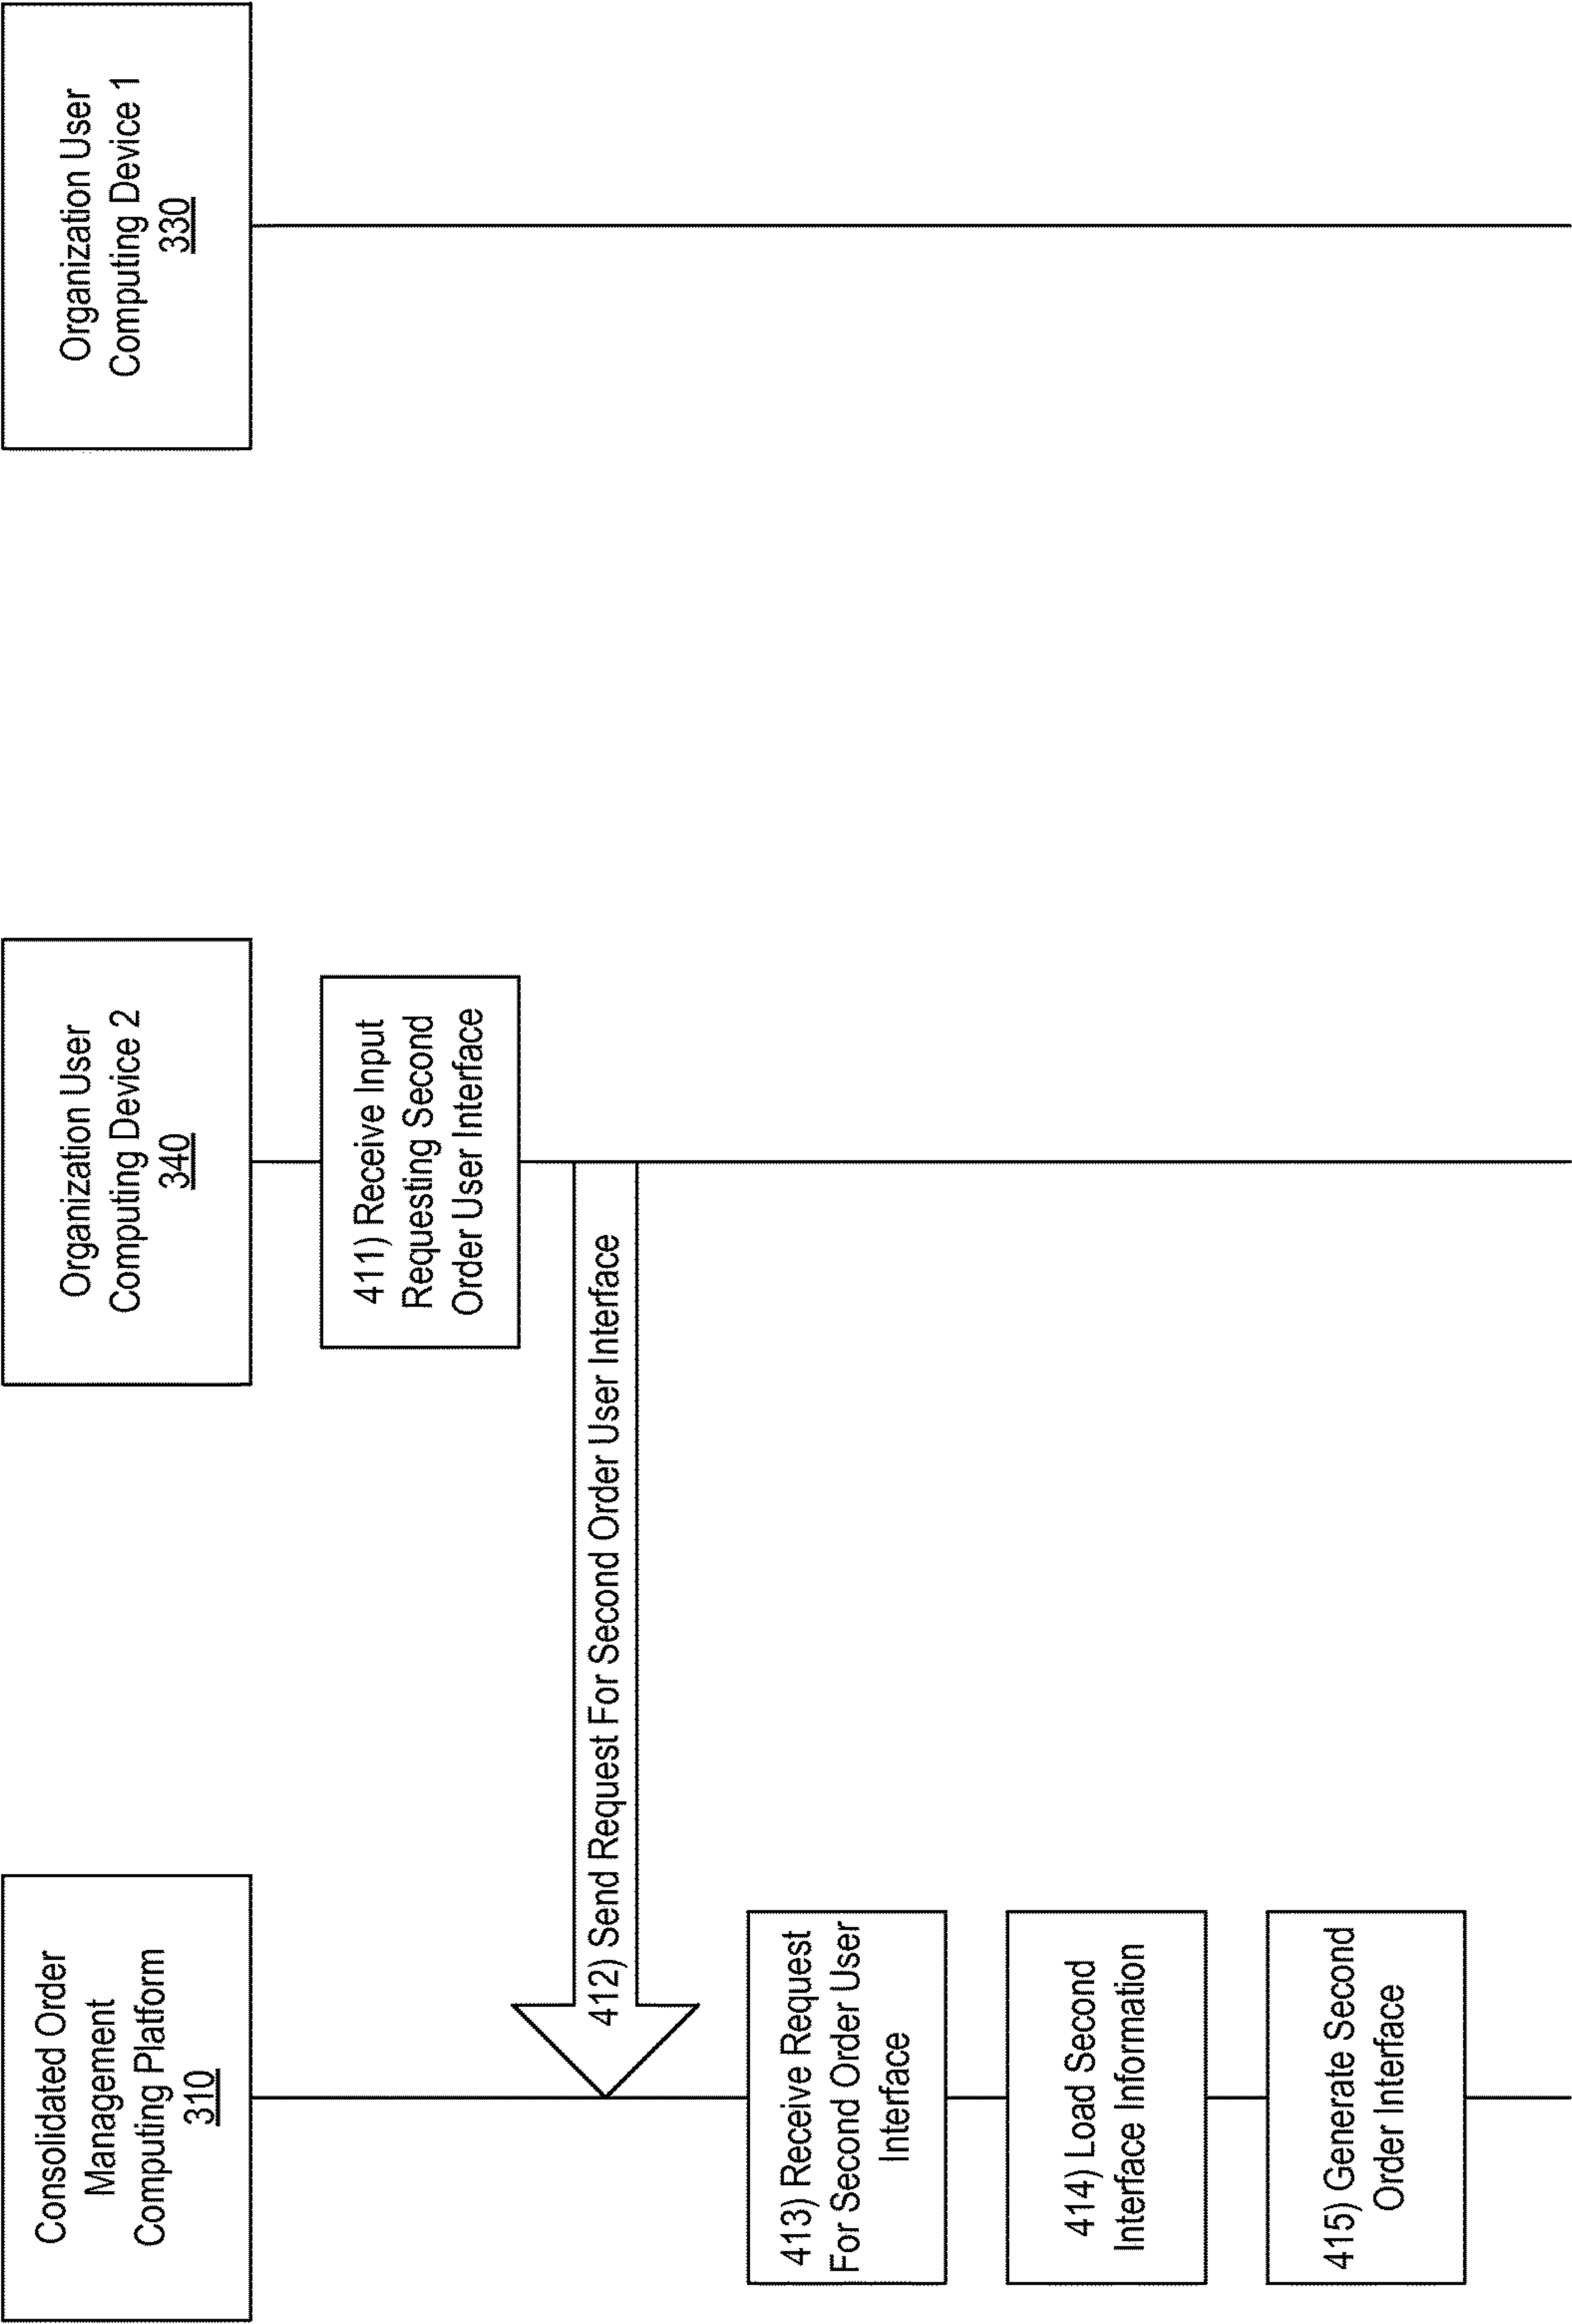 Consolidated Order
Management
Computing Platform
310
Organization User
Computing Device 2
340
Organization User
Computing Device 1
330
411) Receive Input
Requesting Second
Order User Interface
412) Send Request For Second Order User Interface
413) Receive Request
For Second Order User
Interface
414) Load Second
Interface Information
415) Generate Second
Order Interface